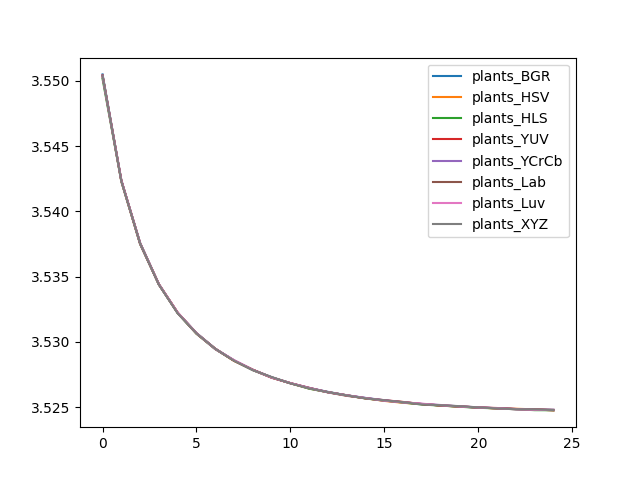 3.550
3.545
3.540
3.535
3.530
3.525
0
5
10
15
20
25
plants_BGR
plants_HSV
plants_HLS
plants_YUV
plants_YCrCb
plants_Lab
plants_Luv
plants_XYZ